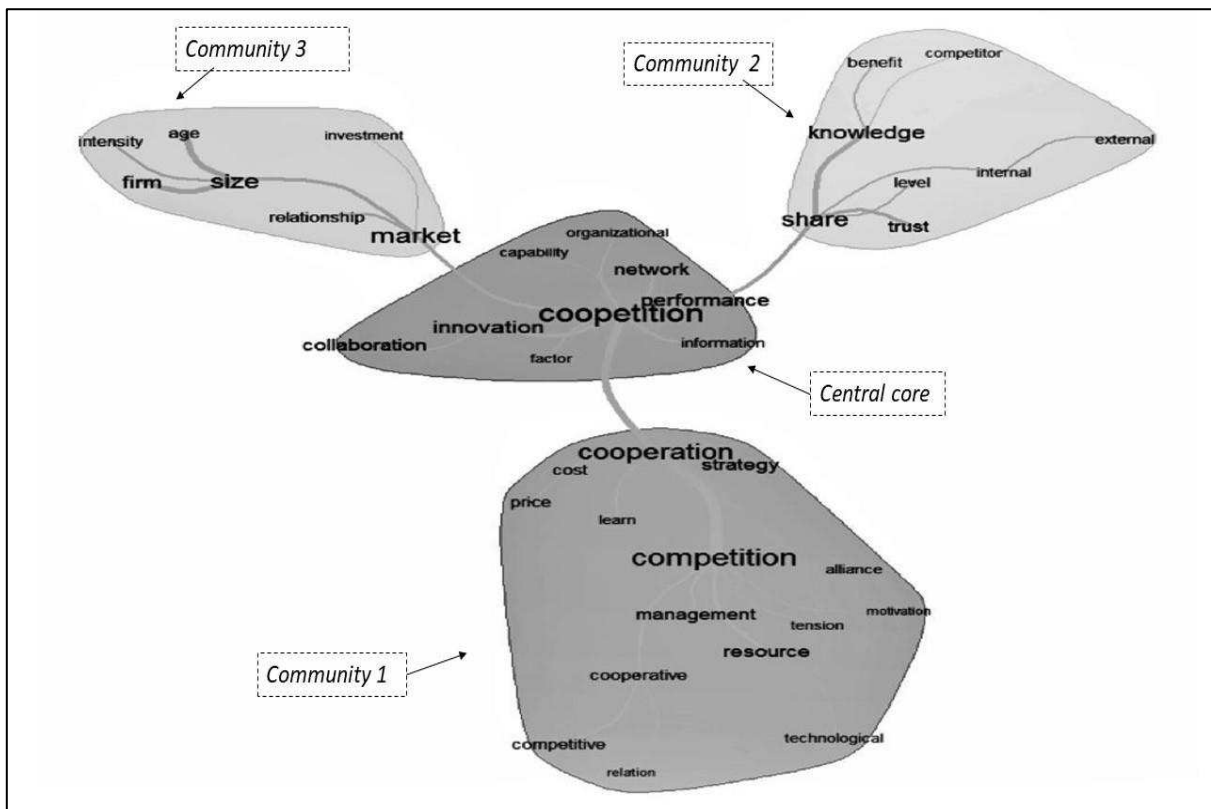 Community 3
Community 2
benefit
competitor
knowledge
age
intensity
investment
external
firm
size
internal
level
relationship
share
trust
market
organizational
capability
network
performance
coopetition
innovation
collaboration
information
factor
Central core
cooperation
strategy
cost
price
learn
competition
alliance
management
motivation
tension
resource
Community 1
cooperative
technological
competitive
relation